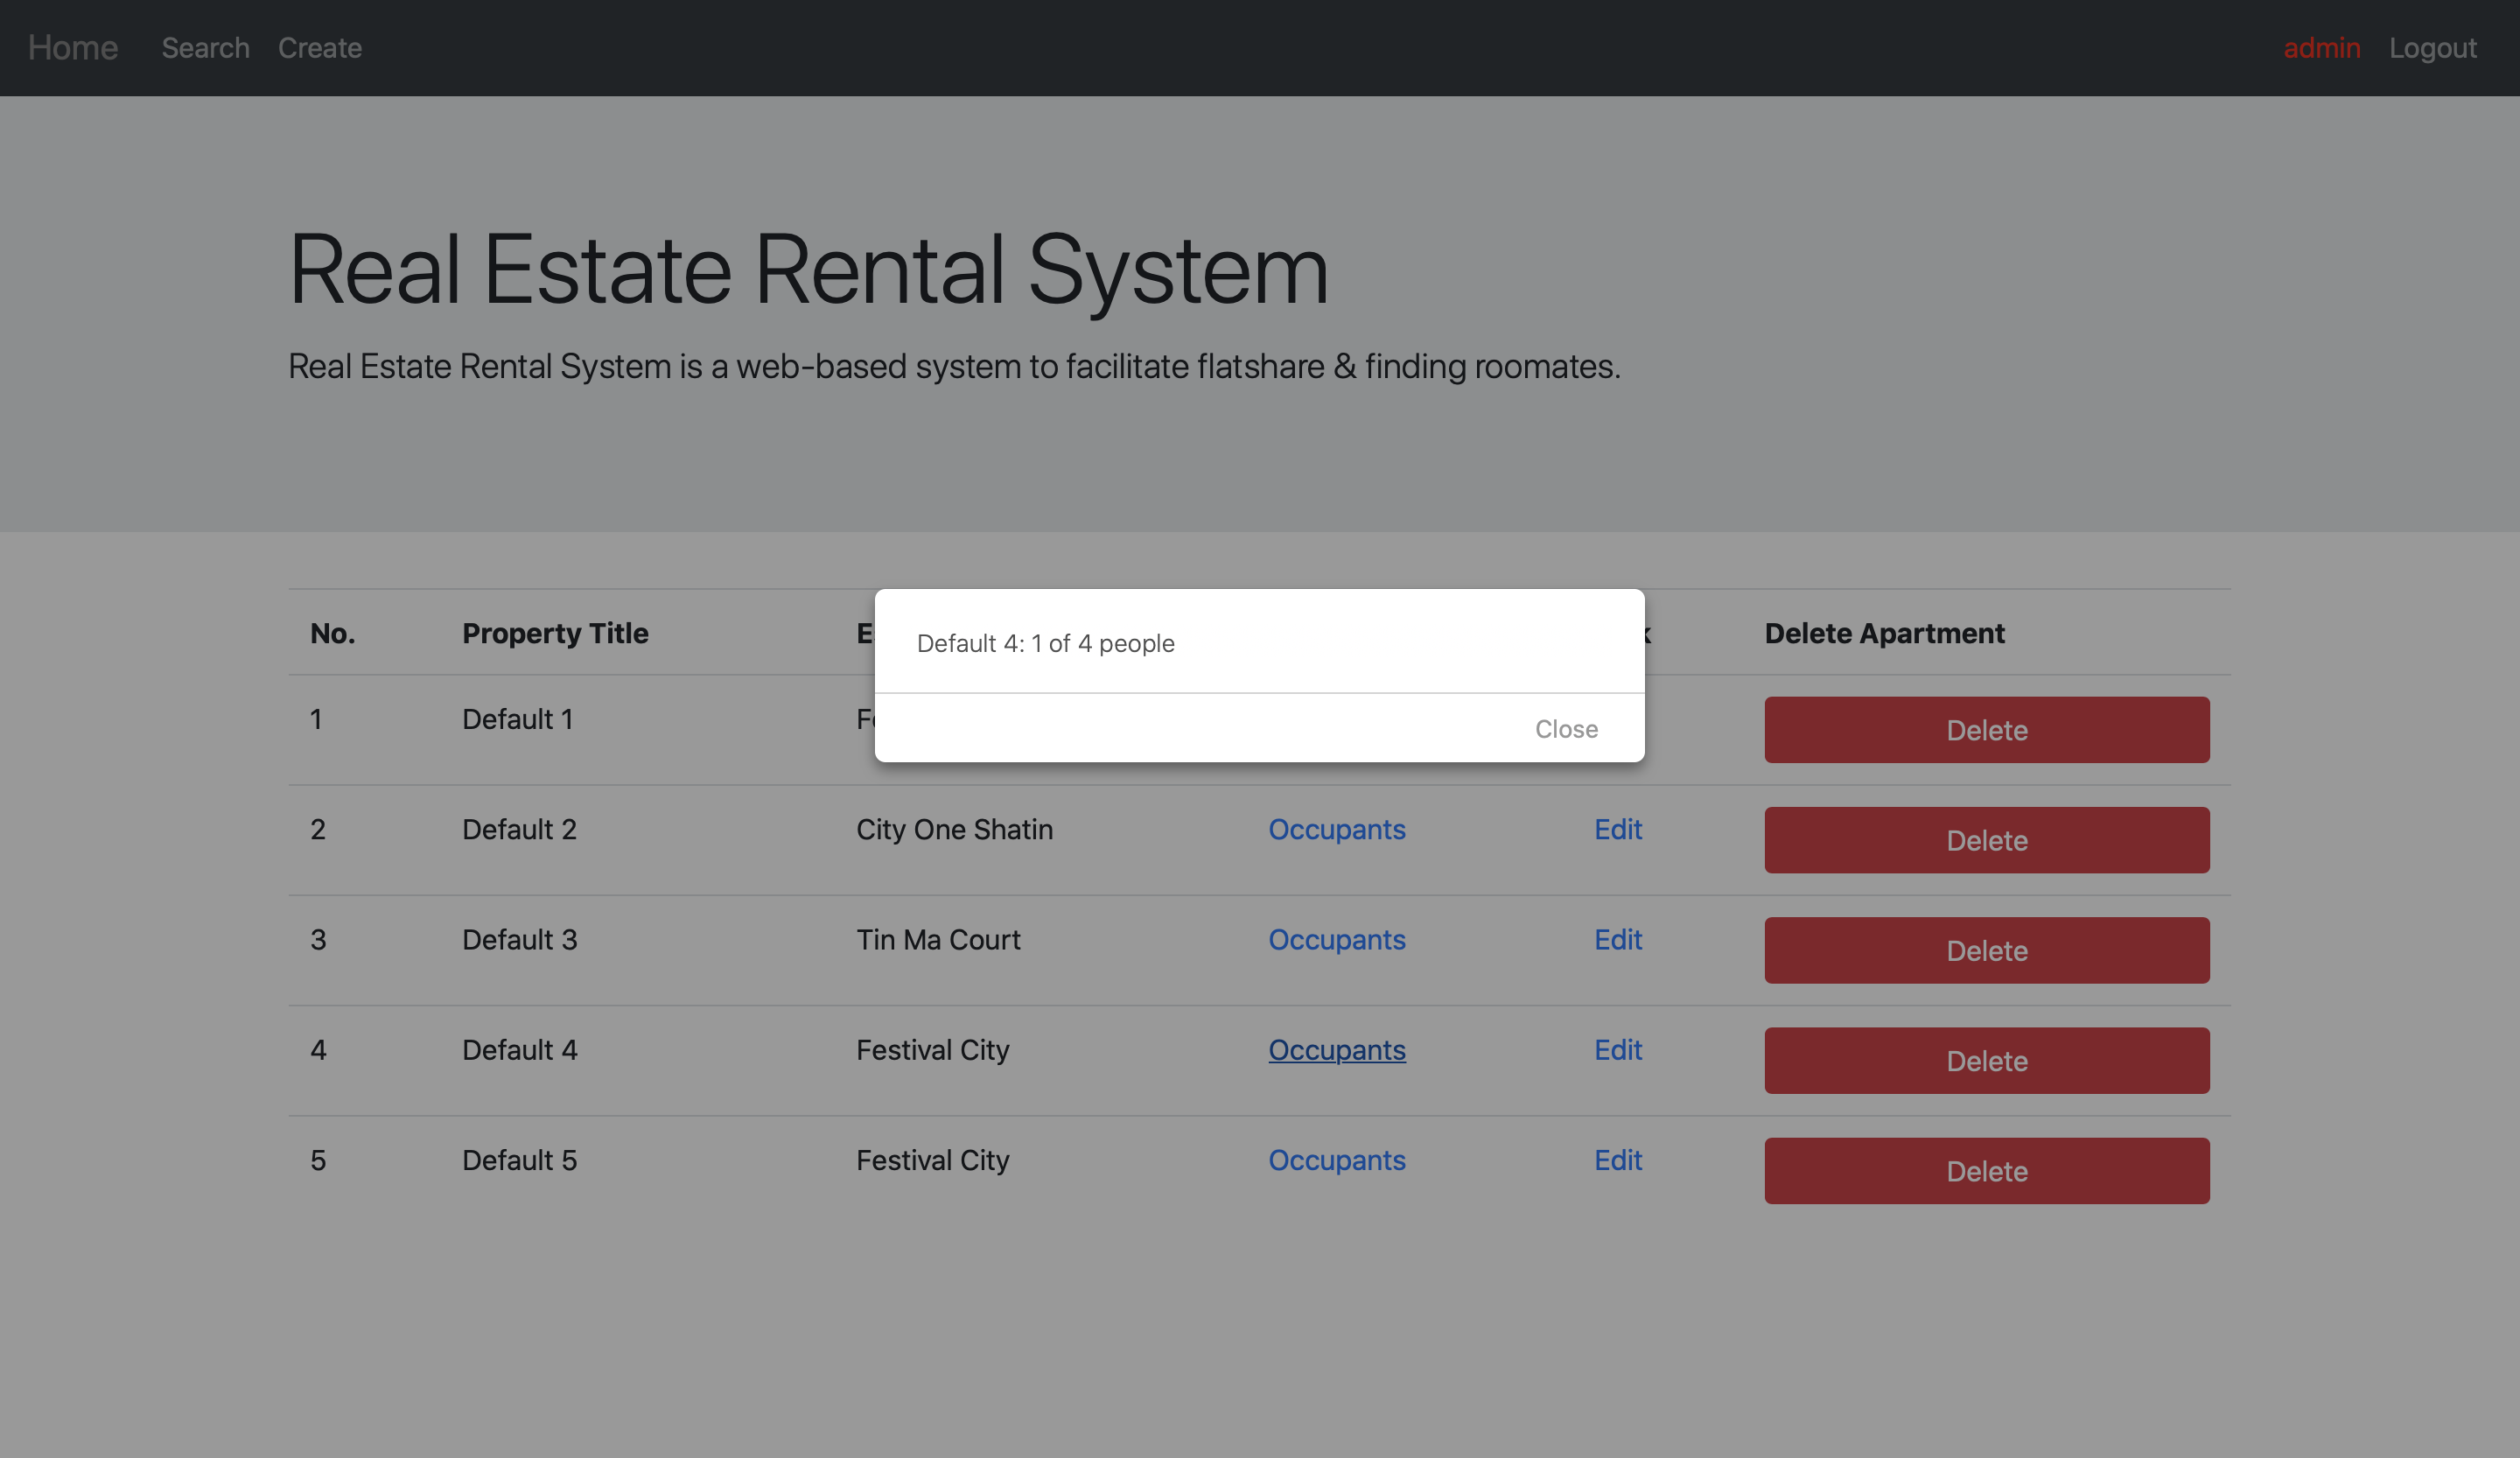 Home Search Create admin Logout
Real Estate Rental System
Real Estate Rental System is a web-based system to facilitate flatshare & finding roomates.
No. Property Title Delete Apartment
Default 4: 1 of 4 people
Close
1 Default 1 Delete
2 Default 2 City One Shatin Occupants Edit Delete
3 Default 3 Tin Ma Court Occupants Edit Delete
4 Default 4 Festival City Occupants Edit Delete
5 Default 5 Festival City Occupants Edit Delete